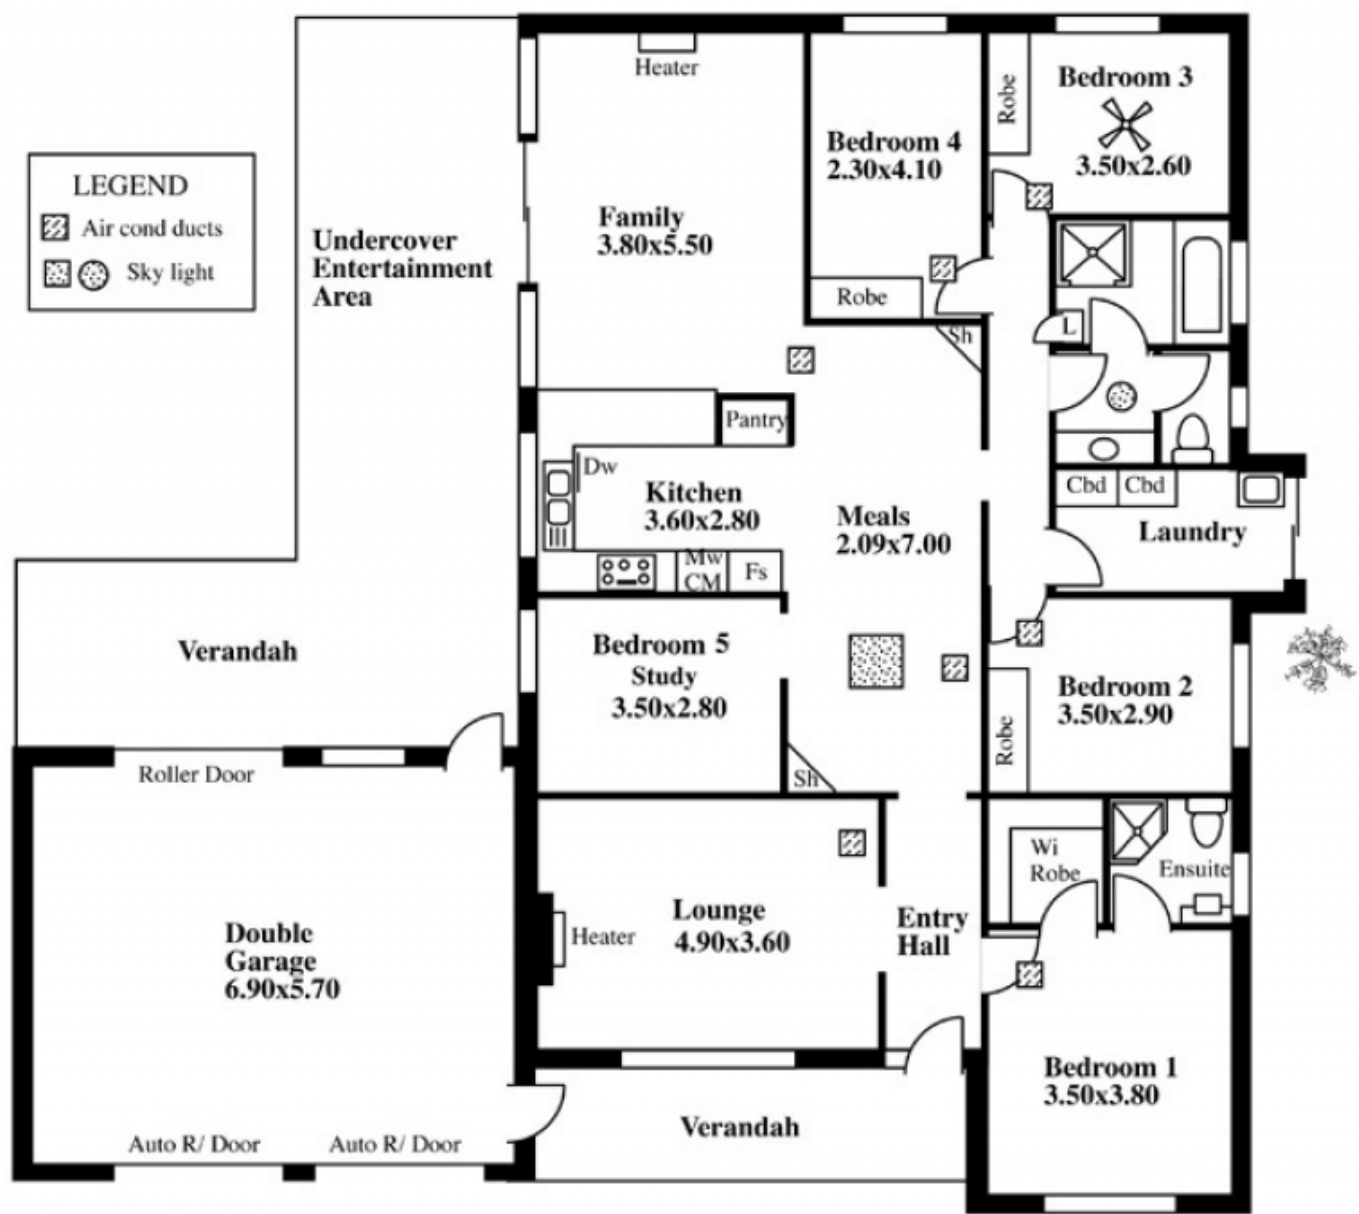 LEGEND
Air cond ducts
Sky light
Undercover
Entertainment
Area
Heater
Family
3.80x5.50
Bedroom 4
2.30x4.10
Robe
Robe
Bedroom 3
3.50x2.60
Sh
L
Pantry
Dw
Kitchen
3.60x2.80
Mw
CM
Fs
Meals
2.09x7.00
Cbd
Cbd
Laundry
Verandah
Bedroom 5
Study
3.50x2.80
Sh
Robe
Bedroom 2
3.50x2.90
Roller Door
Double
Garage
6.90x5.70
Auto R/ Door
Auto R/ Door
Heater
Lounge
4.90x3.60
Entry
Hall
Wi
Robe
Ensuite
Bedroom 1
3.50x3.80
Verandah